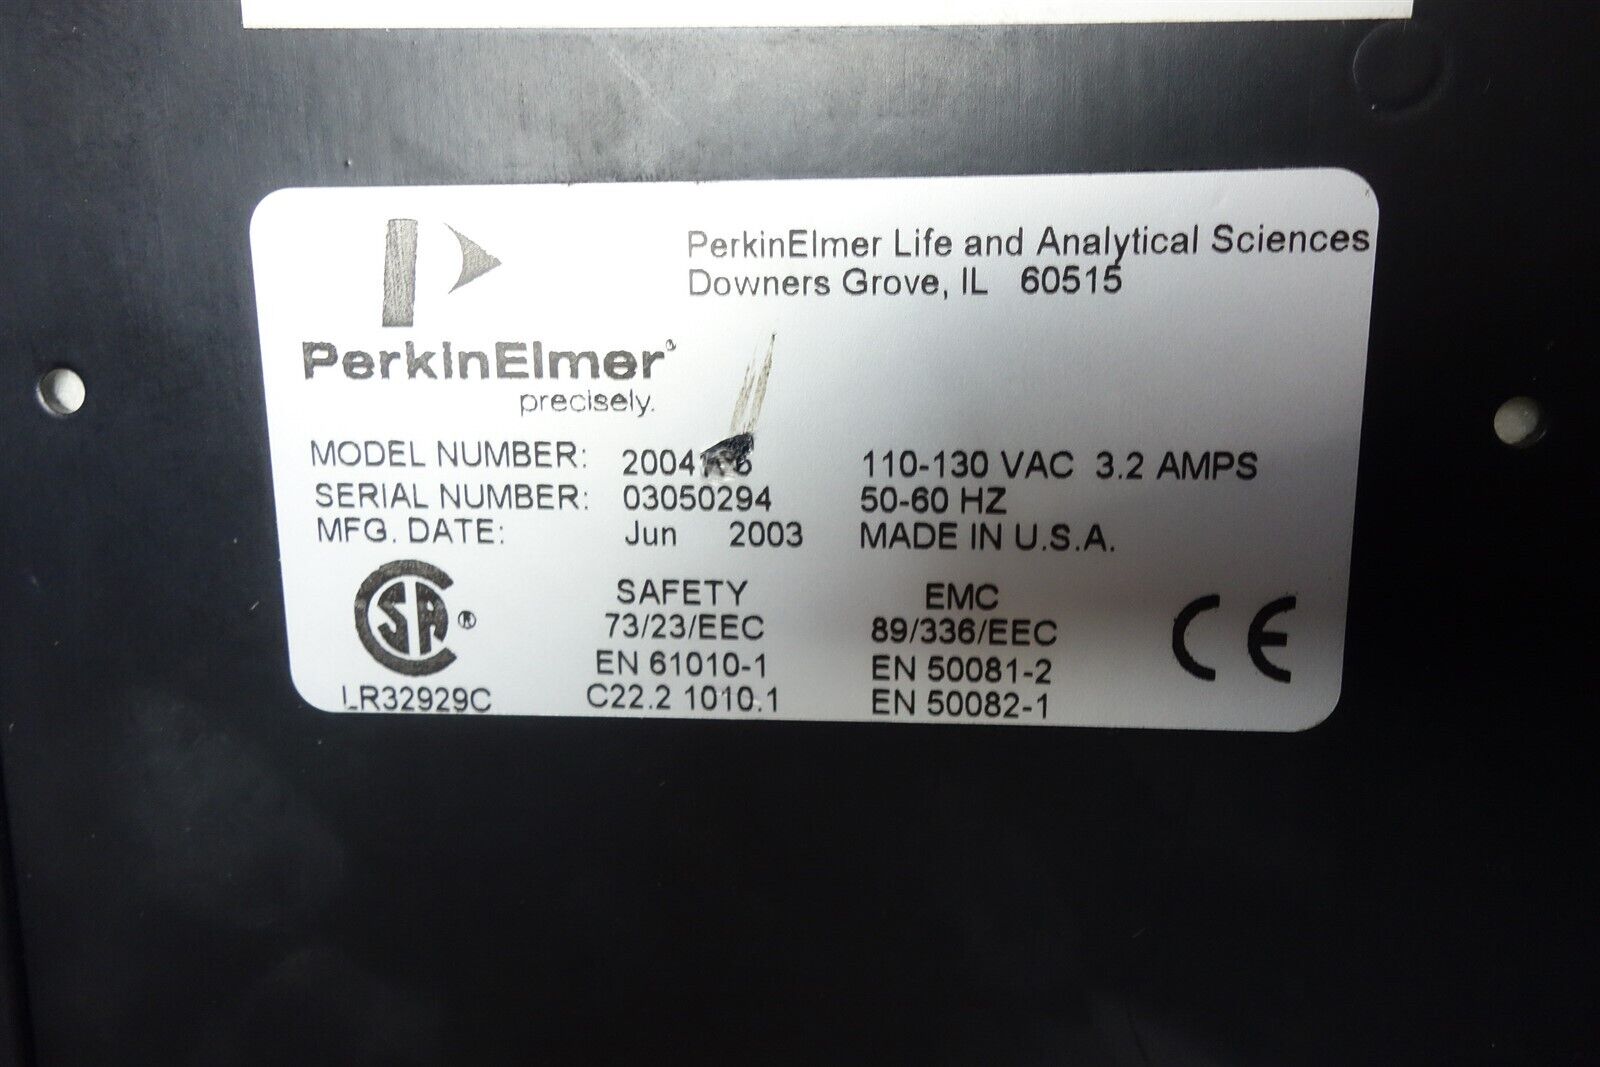 PerkinElmer Life and Analytical Sciences
Downers Grove, IL 60515
PerkinElmer®
precisely.
MODEL NUMBER: 110-130 VAC 3.2 AMPS
SERIAL NUMBER: 03050294 50-60 HZ
MFG. DATE: Jun 2003 MADE IN U.S.A.
SAFETY EMC
73/23/EEC 89/336/EEC
EN 61010-1 EN 50081-2
C22.2 1010.1 EN 50082-1
CSA ®
LR32929C
CE